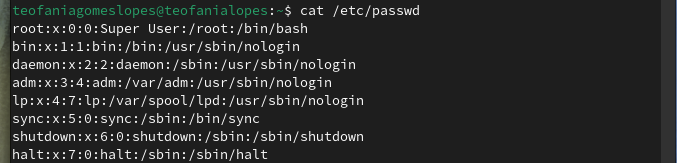 teofaniagomeslopes@teofanialopes:~$ cat /etc/passwd
root:x:0:0:Super User:/root:/bin/bash
bin:x:1:1:bin:/bin:/usr/sbin/nologin
daemon:x:2:2:daemon:/sbin:/usr/sbin/nologin
adm:x:3:4:adm:/var/adm:/usr/sbin/nologin
lp:x:4:7:lp:/var/spool/lpd:/usr/sbin/nologin
sync:x:5:0:sync:/sbin:/bin/sync
shutdown:x:6:0:shutdown:/sbin:/sbin/shutdown
halt:x:7:0:halt:/sbin:/sbin/halt